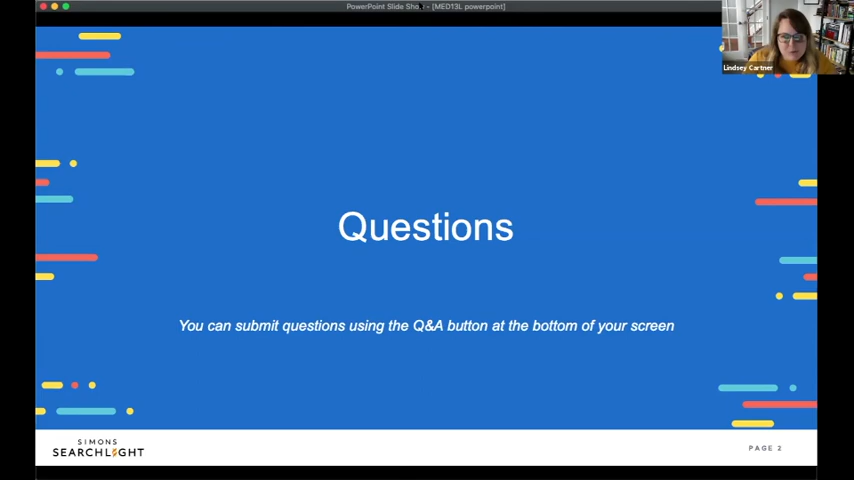 PowerPoint Slide Show - [MED13L powerpoint]
Lindsey Cartner
Questions
You can submit questions using the Q&A button at the bottom of your screen
SIMONS
SEARCHLIGHT
PAGE 2